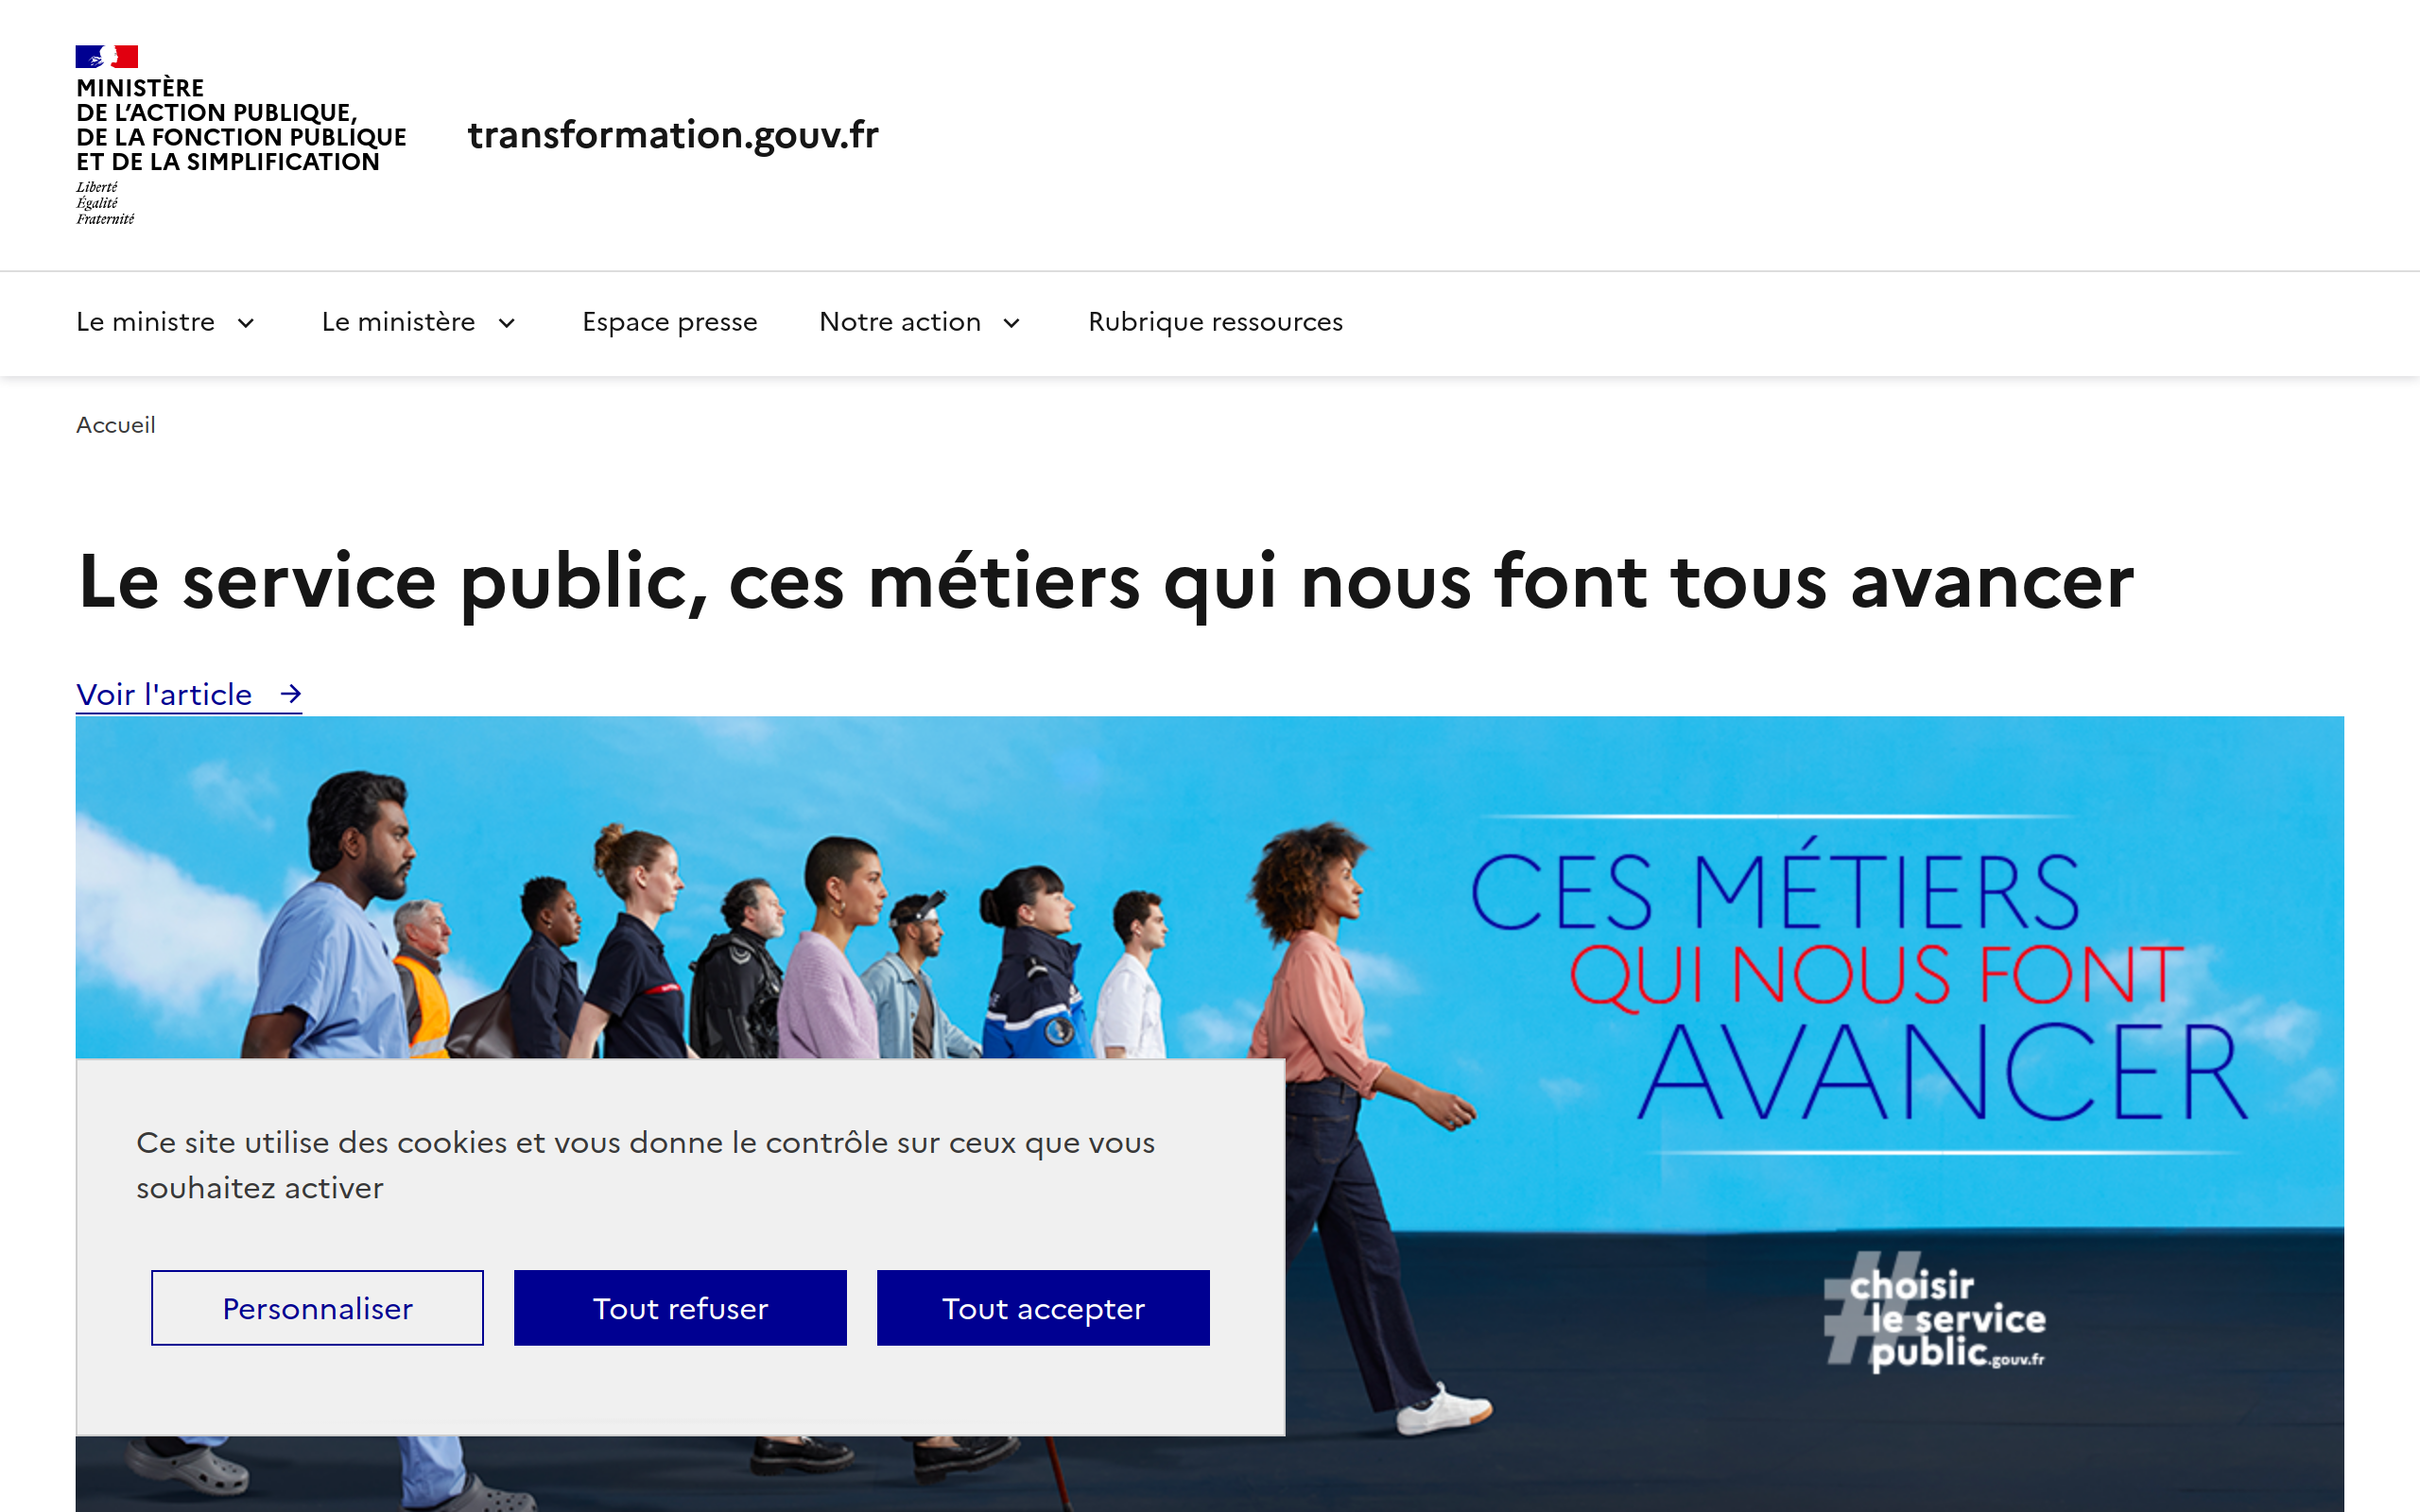 MINISTÈRE
DE L’ACTION PUBLIQUE,
DE LA FONCTION PUBLIQUE
ET DE LA SIMPLIFICATION
Liberté
Égalité
Fraternité
transformation.gouv.fr
Le ministre
Le ministère
Espace presse
Notre action
Rubrique ressources
Accueil
Le service public, ces métiers qui nous font tous avancer
Voir l'article
CES MÉTIERS
QUI NOUS FONT
AVANCER
Ce site utilise des cookies et vous donne le contrôle sur ceux que vous
souhaitez activer
Personnaliser
Tout refuser
Tout accepter
#choisir
le service
public.gouv.fr